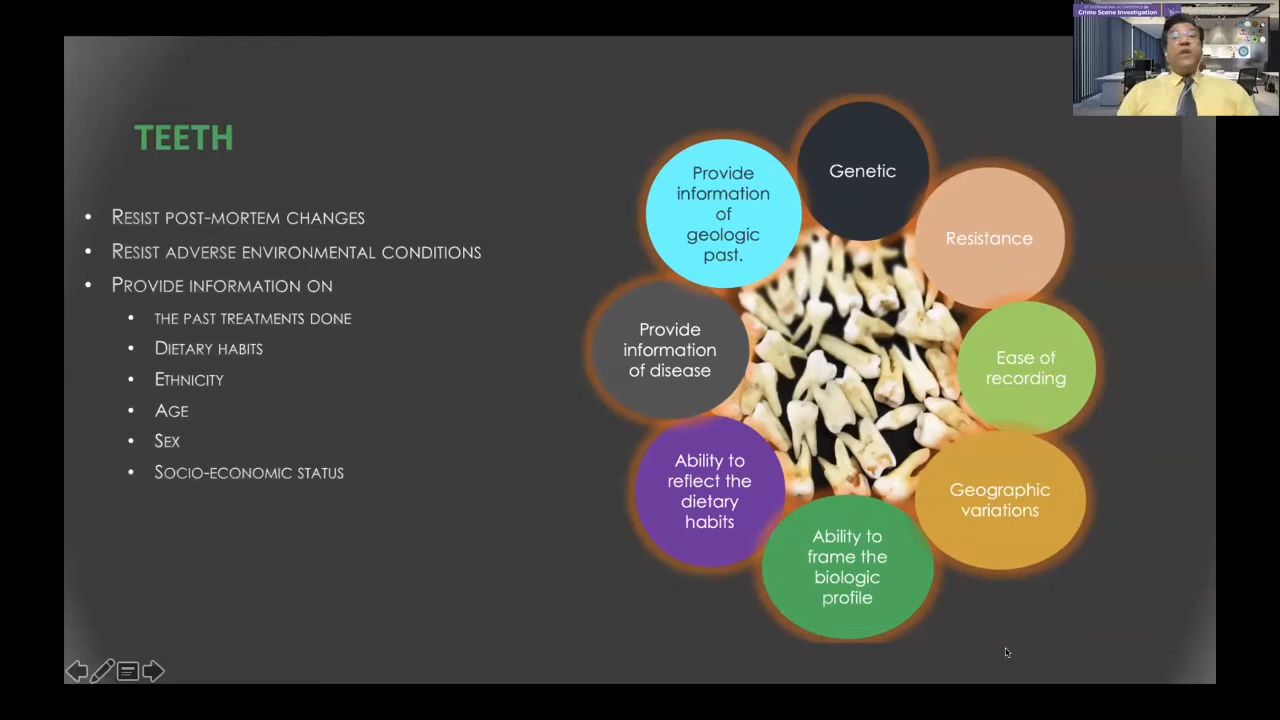 Crime Scene Investigation
TEETH
• RESIST POST-MORTEM CHANGES
• RESIST ADVERSE ENVIRONMENTAL CONDITIONS
• PROVIDE INFORMATION ON
• THE PAST TREATMENTS DONE
• DIETARY HABITS
• ETHNICITY
• AGE
• SEX
• SOCIO-ECONOMIC STATUS
Genetic
Resistance
Ease of
recording
Geographic
variations
Ability to
frame the
biologic
profile
Ability to
reflect the
dietary
habits
Provide
information
of disease
Provide
information
of
geologic
past.